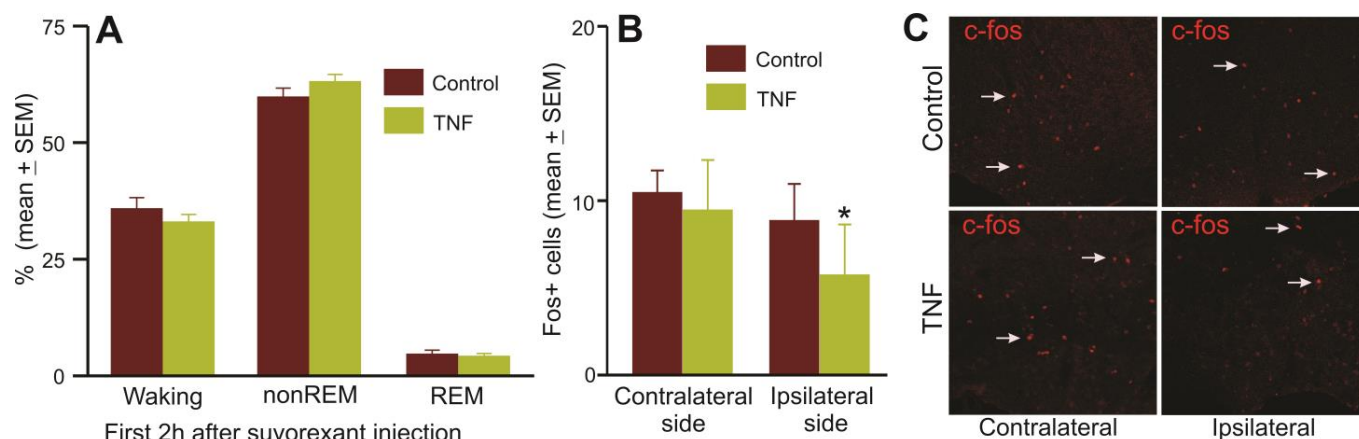 A
75
50
25
0
% (mean ± SEM)
Control
TNF
Waking
nonREM
REM
First 2h after suvorexant injection
B
20
10
0
Fos+ cells (mean ± SEM)
Control
TNF
*
Contralateral
side
Ipsilateral
side
C
Control
TNF
c-fos
c-fos
c-fos
c-fos
Contralateral
Ipsilateral